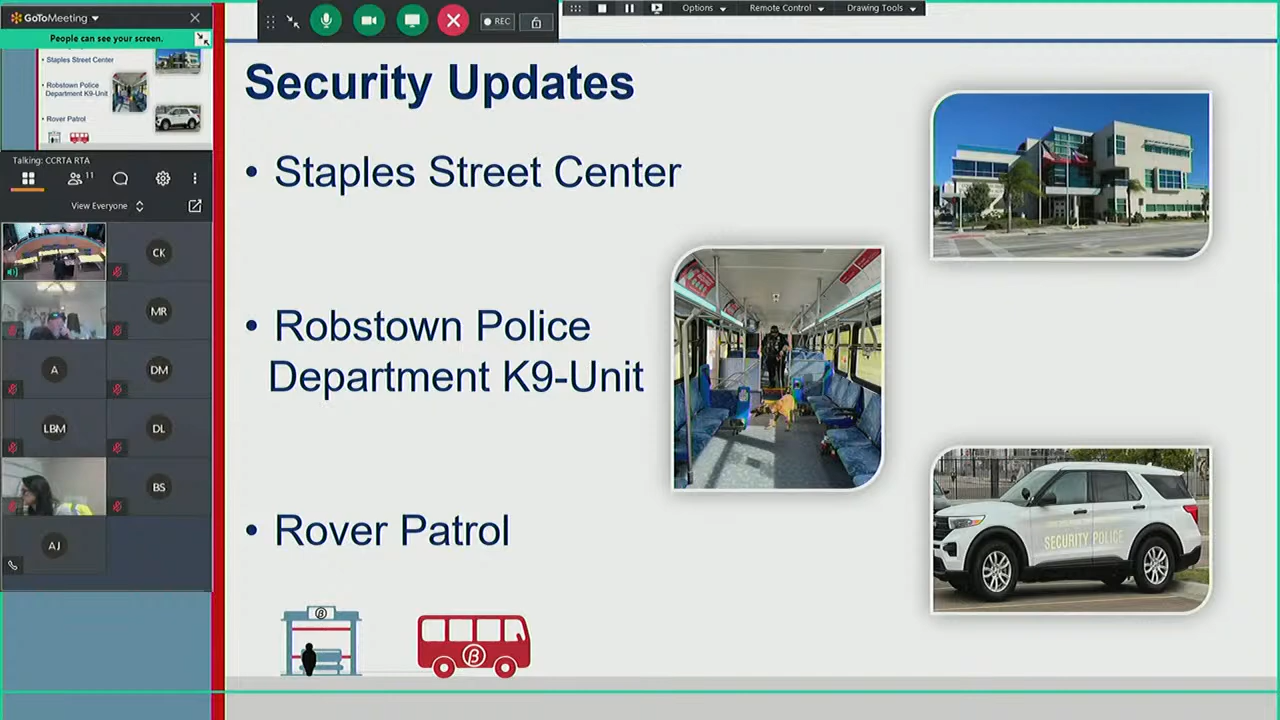 GoToMeeting
People can see your screen.
Staples Street Center
Robstown Police
Department K9-Unit
Rover Patrol
Talking: CCRTA RTA
11
View Everyone
CK
MR
A
DM
LBM
DL
BS
AJ
REC
Options
Remote Control
Drawing Tools
Security Updates
• Staples Street Center
• Robstown Police
Department K9-Unit
• Rover Patrol
SECURITY POLICE
β
β